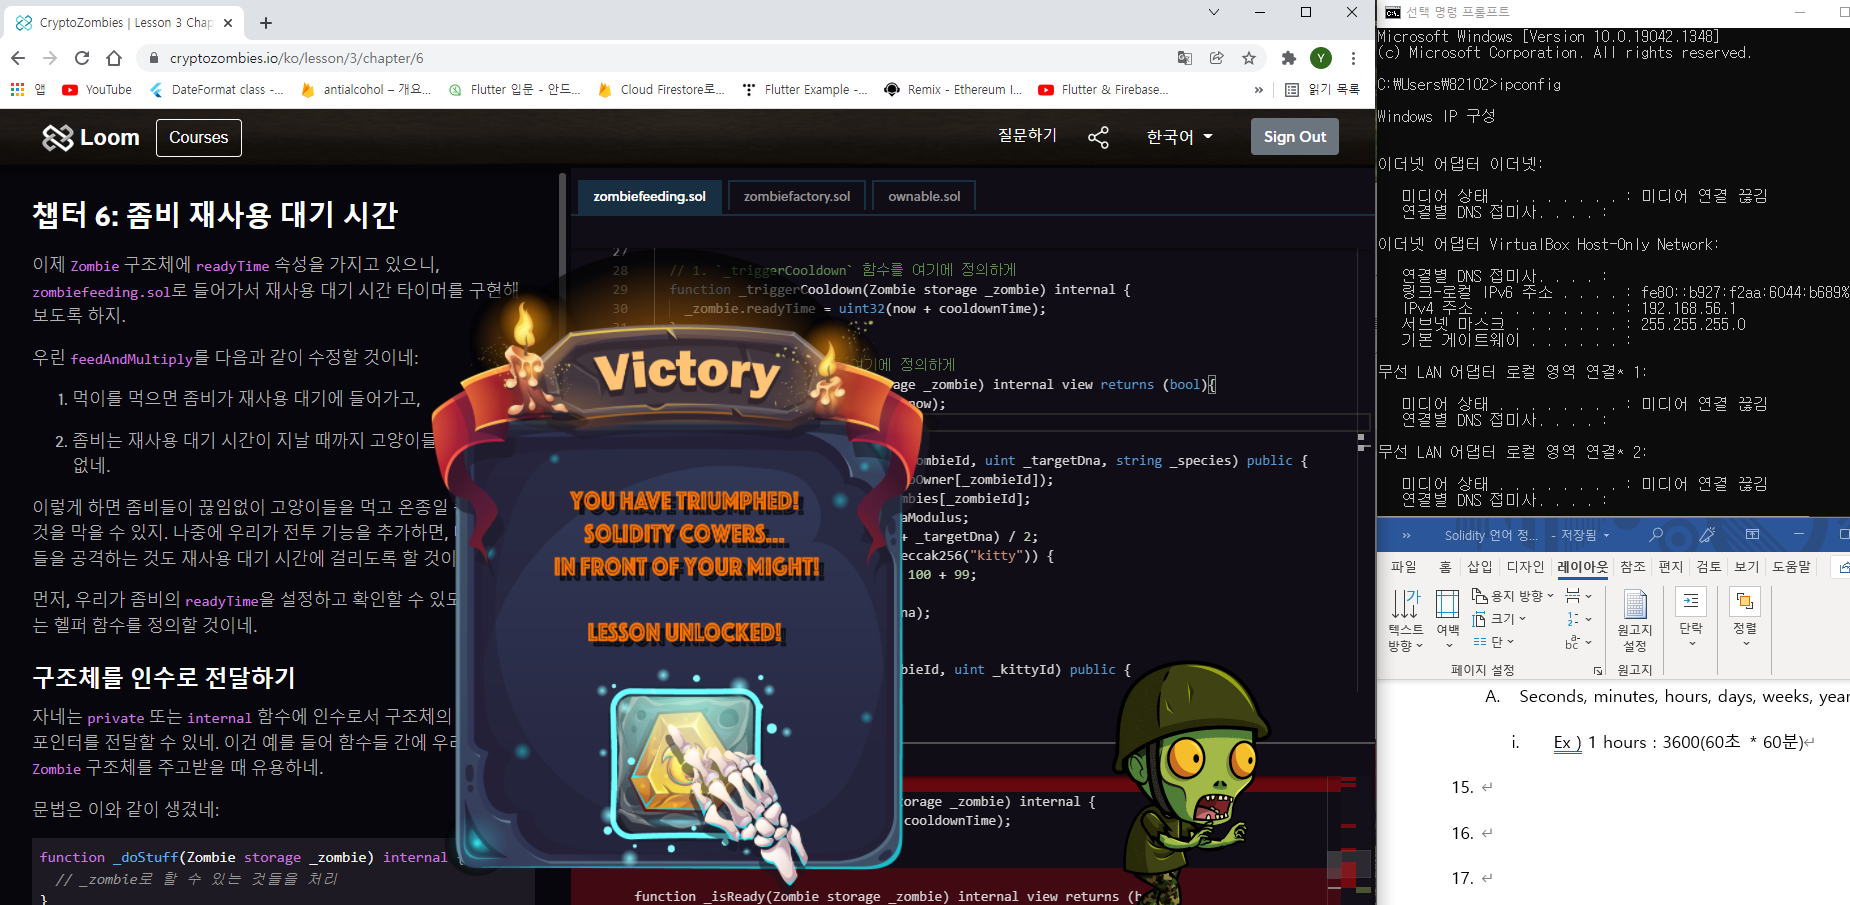 CryptoZombies | Lesson 3 Chap
cryptozombies.io/ko/lesson/3/chapter/6
Y
앱
YouTube
DateFormat class -...
antialcohol – 개요...
Flutter 입문 - 안드...
Cloud Firestore로...
Flutter Example -...
Remix - Ethereum I...
Flutter & Firebase...
»
읽기 목록
Loom
Courses
질문하기
한국어
Sign Out
챕터 6: 좀비 재사용 대기 시간
이제 Zombie 구조체에 readyTime 속성을 가지고 있으니,
zombiefeeding.sol로 들어가서 재사용 대기 시간 타이머를 구현해
보도록 하지.
우린 feedAndMultiply를 다음과 같이 수정할 것이네:
1. 먹이를 먹으면 좀비가 재사용 대기에 들어가고,
2. 좀비는 재사용 대기 시간이 지날 때까지 고양이들
없네.
이렇게 하면 좀비들이 끊임없이 고양이들을 먹고 온종일
것을 막을 수 있지. 나중에 우리가 전투 기능을 추가하면,
들을 공격하는 것도 재사용 대기 시간에 걸리도록 할 것이
먼저, 우리가 좀비의 readyTime을 설정하고 확인할 수 있도
는 헬퍼 함수를 정의할 것이네.
구조체를 인수로 전달하기
자네는 private 또는 internal 함수에 인수로서 구조체의
포인터를 전달할 수 있네. 이건 예를 들어 함수들 간에 우리
Zombie 구조체를 주고받을 때 유용하네.
문법은 이와 같이 생겼네:
function _doStuff(Zombie storage _zombie) internal {
// _zombie로 할 수 있는 것들을 처리
}
zombiefeeding.sol
zombiefactory.sol
ownable.sol
27
28 // 1. `_triggerCooldown` 함수를 여기에 정의하게
29 function _triggerCooldown(Zombie storage _zombie) internal {
30 _zombie.readyTime = uint32(now + cooldownTime);
여기에 정의하게
rage _zombie) internal view returns (bool){
now);
ombieId, uint _targetDna, string _species) public {
oOwner[_zombieId]);
mbies[_zombieId];
aModulus;
+ _targetDna) / 2;
eccak256("kitty")) {
100 + 99;
na);
bieId, uint _kittyId) public {
orage _zombie) internal {
cooldownTime);
function _isReady(Zombie storage _zombie) internal view returns (b
Victory
YOU HAVE TRIUMPHED!
SOLIDITY COWERS...
IN FRONT OF YOUR MIGHT!
LESSON UNLOCKED!
선택 명령 프롬프트
Microsoft Windows [Version 10.0.19042.1348]
(c) Microsoft Corporation. All rights reserved.
C:\Users₩82102>ipconfig
Windows IP 구성
이더넷 어댑터 이더넷:
미디어 상태 . . . . . . . . : 미디어 연결 끊김
연결별 DNS 접미사. . . . :
이더넷 어댑터 VirtualBox Host-Only Network:
연결별 DNS 접미사. . . . :
링크-로컬 IPv6 주소 . . . . : fe80::b927:f2aa:6044:b689%
IPv4 주소 . . . . . . . . . : 192.168.56.1
서브넷 마스크 . . . . . . . : 255.255.255.0
기본 게이트웨이 . . . . . . :
무선 LAN 어댑터 로컬 영역 연결* 1:
미디어 상태 . . . . . . . . : 미디어 연결 끊김
연결별 DNS 접미사. . . . :
무선 LAN 어댑터 로컬 영역 연결* 2:
미디어 상태 . . . . . . . . : 미디어 연결 끊김
연결별 DNS 접미사. . . . :
» Solidity 언어 정... - 저장됨
파일 홈 삽입 디자인 레이아웃 참조 편지 검토 보기 도움말
텍스트 방향
여백
용지 방향
크기
단
원고지 설정
단락
정렬
페이지 설정
원고지
A. Seconds, minutes, hours, days, weeks, year
i. Ex ) 1 hours : 3600(60초 * 60분)↵
15. ↵
16. ↵
17. ↵